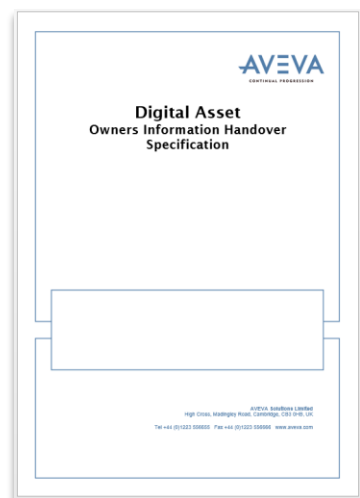 AVEVA
CONTINUAL PROGRESSION
Digital Asset
Owners Information Handover
Specification
AVEVA Solutions Limited
High Cross, Madingley Road, Cambridge, CB3 0HB, UK
Tel +44 (0)1223 556655 Fax +44 (0)1223 556666 www.aveva.com